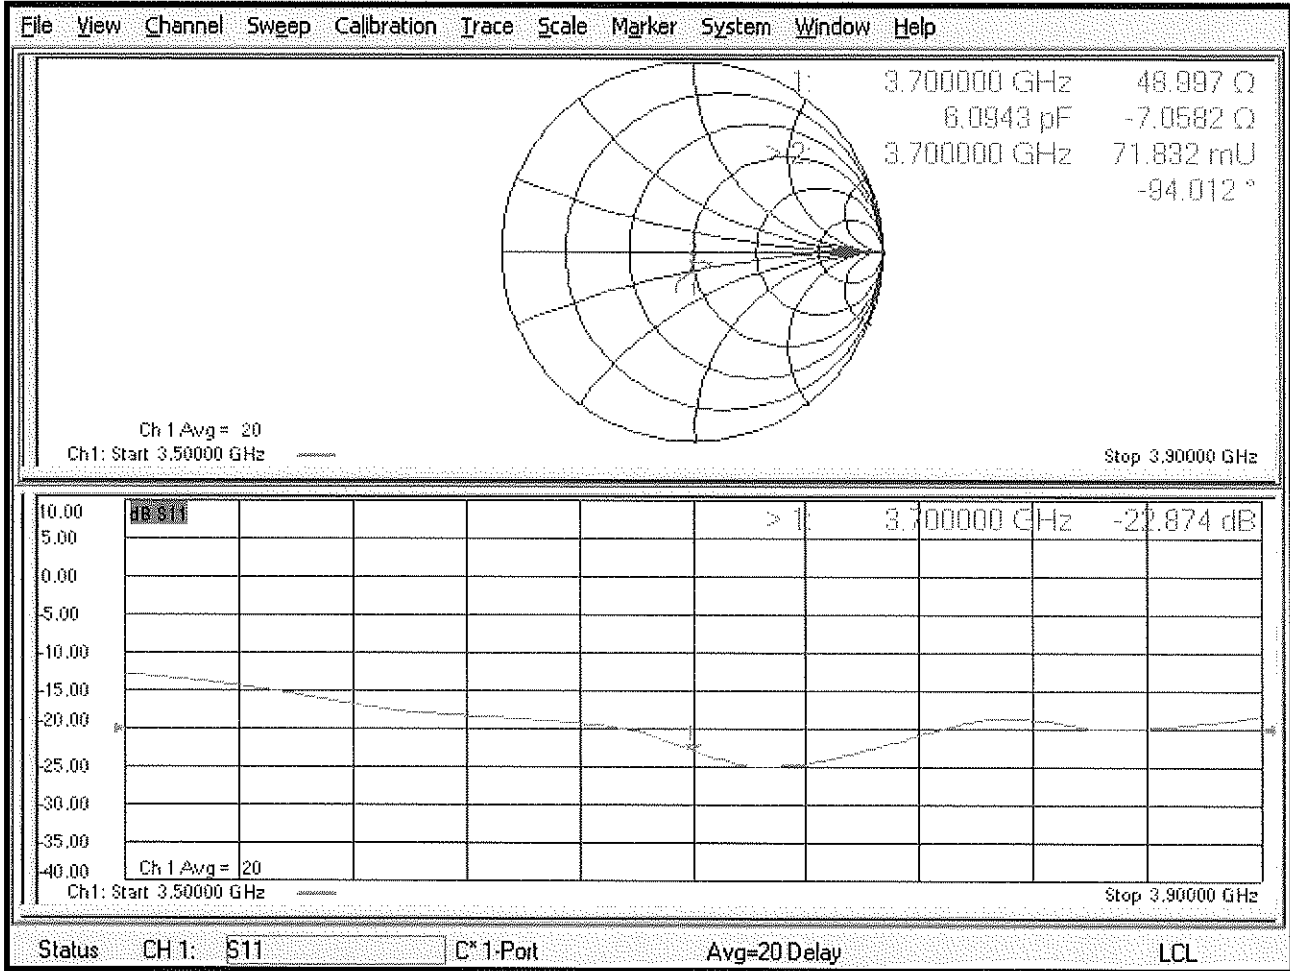 File View Channel Sweep Calibration Trace Scale Marker System Window Help
1: 3.700000 GHz 48.997 Ω
6.0943 pF -7.0582 Ω
> 2: 3.700000 GHz 71.832 mU
-94.012 °
Ch 1 Avg = 20
Ch1: Start 3.50000 GHz
Stop 3.90000 GHz
10.00
dB S11
> 1: 3.700000 GHz -22.874 dB
5.00
0.00
-5.00
-10.00
-15.00
-20.00
-25.00
-30.00
-35.00
-40.00
Ch 1 Avg = 20
Ch1: Start 3.50000 GHz
Stop 3.90000 GHz
Status CH 1: S11 C* 1-Port Avg=20 Delay LCL